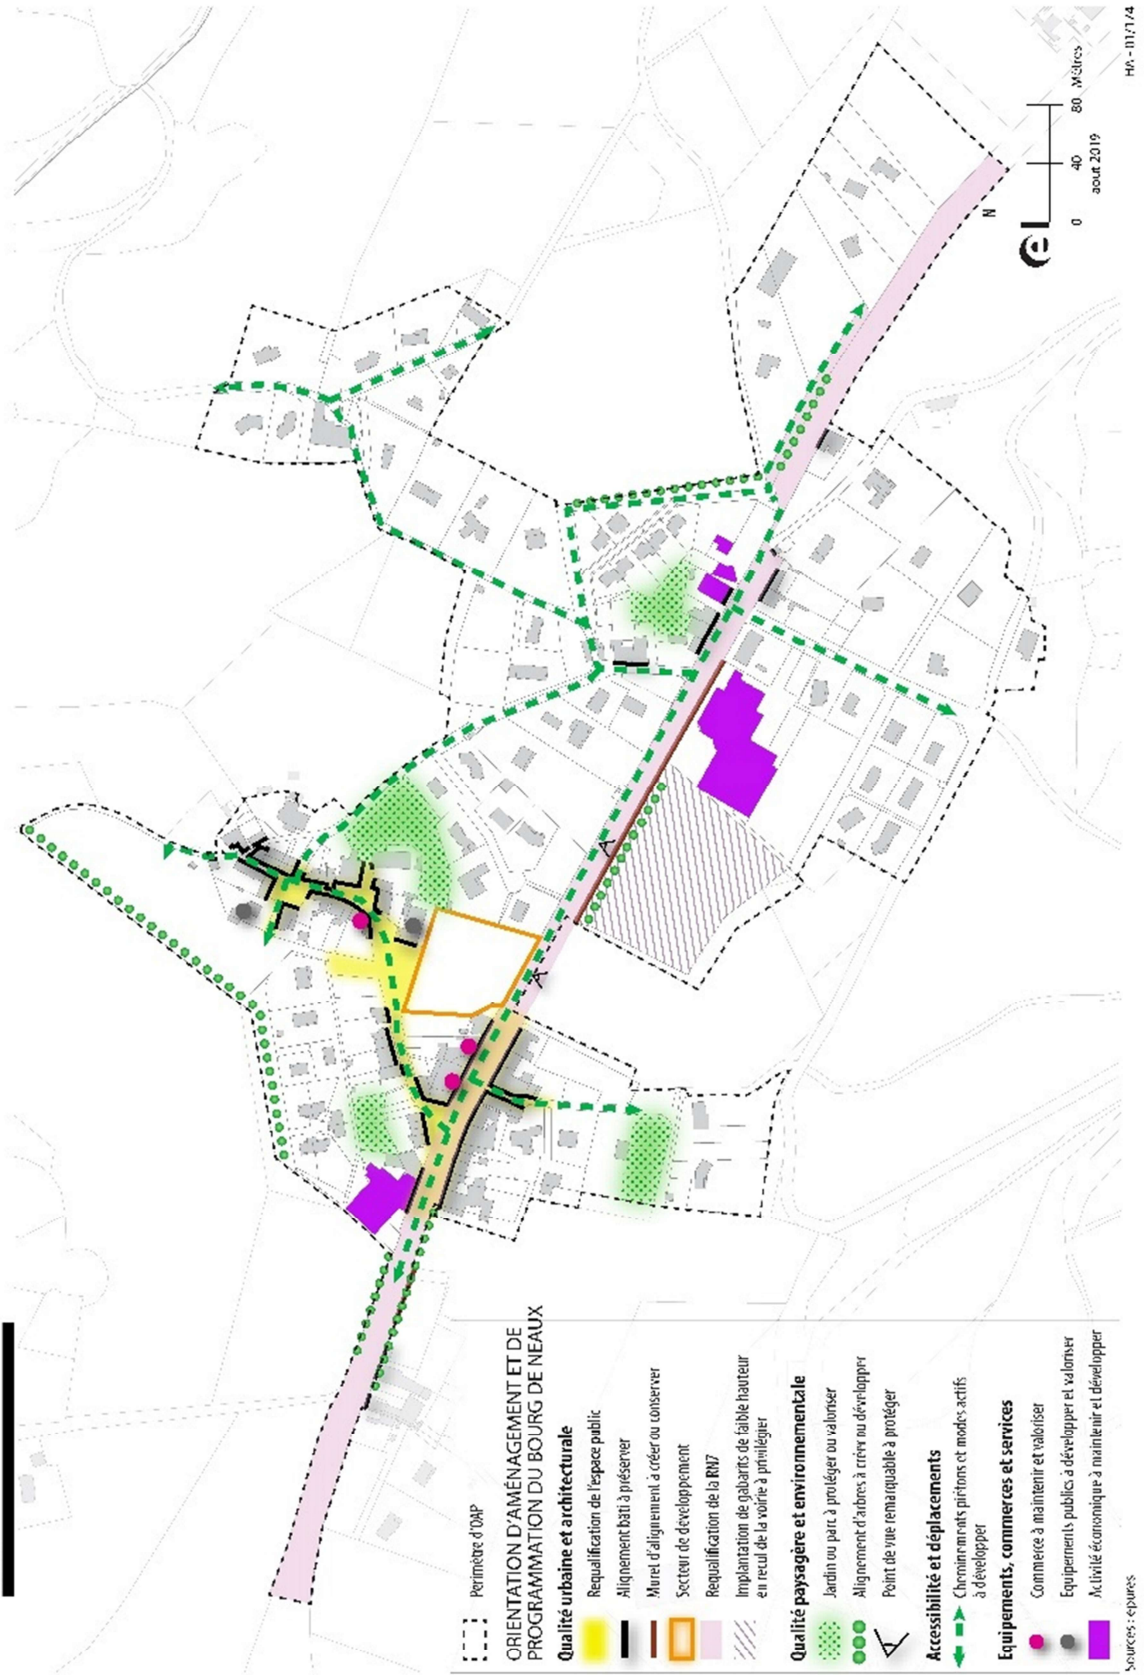 Périmètre d'OAP
ORIENTATION D'AMÉNAGEMENT ET DE
PROGRAMMATION DU BOURG DE NEAUX
Qualité urbaine et architecturale
Requalification de l'espace public
Alignement bâti à préserver
Muret d'alignement à créer ou conserver
Secteur de développement
Requalification de la RN7
Implantation de gabarits de faible hauteur
en recul de la voirie à privilégier
Qualité paysagère et environnementale
Jardin ou parc à protéger ou valoriser
Alignement d'arbres à créer ou développer
Point de vue remarquable à protéger
Accessibilité et déplacements
Cheminements piétons et modes actifs
à développer
Equipements, commerces et services
Commerce à maintenir et valoriser
Equipements publics à développer et valoriser
Activité économique à maintenir et développer
Sources : épures
N
0 40 80 Mètres
aout 2019